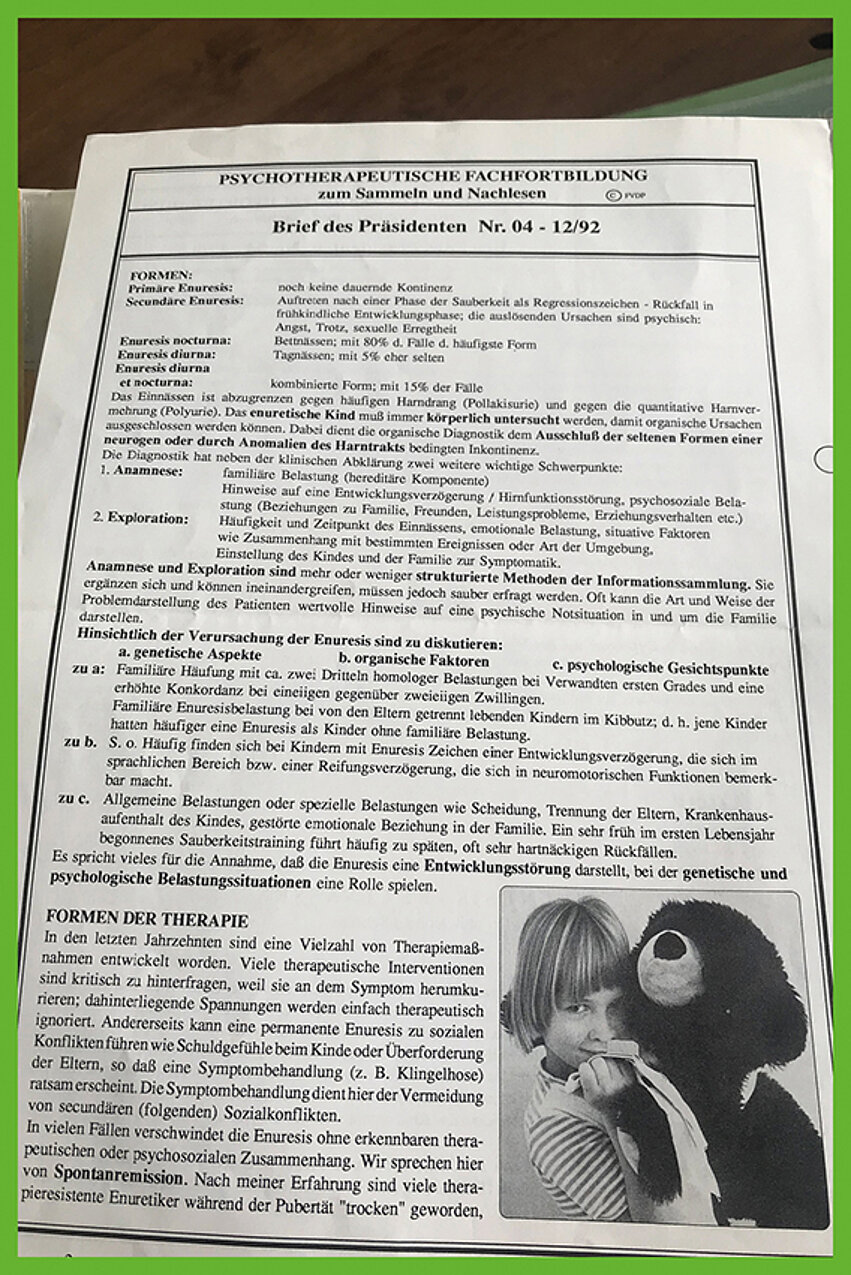 PSYCHOTHERAPEUTISCHE FACHFORTBILDUNG
zum Sammeln und Nachlesen © FVDP
Brief des Präsidenten Nr. 04 - 12/92
FORMEN:
Primäre Enuresis: noch keine dauernde Kontinenz
Secundäre Enuresis: Auftreten nach einer Phase der Sauberkeit als Regressionszeichen - Rückfall in
frühkindliche Entwicklungsphase; die auslösenden Ursachen sind psychisch:
Angst, Trotz, sexuelle Erregtheit
Enuresis nocturna: Bettnässen; mit 80% d. Fälle d. häufigste Form
Enuresis diurna: Tagnässen; mit 5% eher selten
Enuresis diurna
et nocturna: kombinierte Form; mit 15% der Fälle
Das Einnässen ist abzugrenzen gegen häufigen Harndrang (Pollakisurie) und gegen die quantitative Harnver-
mehrung (Polyurie). Das enuretische Kind muß immer körperlich untersucht werden, damit organische Ursachen
ausgeschlossen werden können. Dabei dient die organische Diagnostik dem Ausschluß der seltenen Formen einer
neurogen oder durch Anomalien des Harntrakts bedingten Inkontinenz.
Die Diagnostik hat neben der klinischen Abklärung zwei weitere wichtige Schwerpunkte:
1. Anamnese: familiäre Belastung (hereditäre Komponente)
Hinweise auf eine Entwicklungsverzögerung / Hirnfunktionsstörung, psychosoziale Bela-
stung (Beziehungen zu Familie, Freunden, Leistungsprobleme, Erziehungsverhalten etc.)
2. Exploration: Häufigkeit und Zeitpunkt des Einnässens, emotionale Belastung, situative Faktoren
wie Zusammenhang mit bestimmten Ereignissen oder Art der Umgebung,
Einstellung des Kindes und der Familie zur Symptomatik.
Anamnese und Exploration sind mehr oder weniger strukturierte Methoden der Informationssammlung. Sie
ergänzen sich und können ineinandergreifen, müssen jedoch sauber erfragt werden. Oft kann die Art und Weise der
Problemdarstellung des Patienten wertvolle Hinweise auf eine psychische Notsituation in und um die Familie
darstellen.
Hinsichtlich der Verursachung der Enuresis sind zu diskutieren:
a. genetische Aspekte b. organische Faktoren c. psychologische Gesichtspunkte
zu a: Familiäre Häufung mit ca. zwei Dritteln homologer Belastungen bei Verwandten ersten Grades und eine
erhöhte Konkordanz bei eineiigen gegenüber zweieiigen Zwillingen.
Familiäre Enuresisbelastung bei von den Eltern getrennt lebenden Kindern im Kibbutz; d. h. jene Kinder
hatten häufiger eine Enuresis als Kinder ohne familiäre Belastung.
zu b. S. o. Häufig finden sich bei Kindern mit Enuresis Zeichen einer Entwicklungsverzögerung, die sich im
sprachlichen Bereich bzw. einer Reifungsverzögerung, die sich in neuromotorischen Funktionen bemerk-
bar macht.
zu c. Allgemeine Belastungen oder spezielle Belastungen wie Scheidung, Trennung der Eltern, Krankenhaus-
aufenthalt des Kindes, gestörte emotionale Beziehung in der Familie. Ein sehr früh im ersten Lebensjahr
begonnenes Sauberkeitstraining führt häufig zu späten, oft sehr hartnäckigen Rückfällen.
Es spricht vieles für die Annahme, daß die Enuresis eine Entwicklungsstörung darstellt, bei der genetische und
psychologische Belastungssituationen eine Rolle spielen.
FORMEN DER THERAPIE
In den letzten Jahrzehnten sind eine Vielzahl von Therapiemaß-
nahmen entwickelt worden. Viele therapeutische Interventionen
sind kritisch zu hinterfragen, weil sie an dem Symptom herumku-
rieren; dahinterliegende Spannungen werden einfach therapeutisch
ignoriert. Andererseits kann eine permanente Enuresis zu sozialen
Konflikten führen wie Schuldgefühle beim Kinde oder Überforderung
der Eltern, so daß eine Symptombehandlung (z. B. Klingelhose)
ratsam erscheint. Die Symptombehandlung dient hier der Vermeidung
von secundären (folgenden) Sozialkonflikten.
In vielen Fällen verschwindet die Enuresis ohne erkennbaren thera-
peutischen oder psychosozialen Zusammenhang. Wir sprechen hier
von Spontanremission. Nach meiner Erfahrung sind viele thera-
pieresistente Enuretiker während der Pubertät "trocken" geworden,